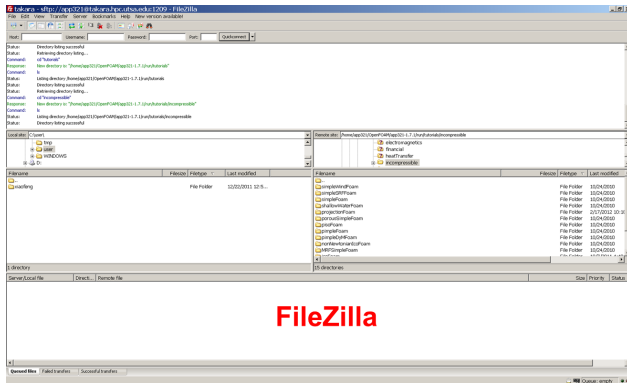 takara - sftp://app321@takara.hpc.utsa.edu:1209 - FileZilla
File Edit View Transfer Server Bookmarks Help New version available!
Host: Username: Password: Port: Quickconnect
Status: Directory listing successful
Status: Retrieving directory listing...
Command: cd "tutorials"
Response: New directory is: "/home/app321/OpenFOAM/app321-1.7.1/run/tutorials"
Command: ls
Status: Listing directory /home/app321/OpenFOAM/app321-1.7.1/run/tutorials
Status: Directory listing successful
Status: Retrieving directory listing...
Command: cd "incompressible"
Response: New directory is: "/home/app321/OpenFOAM/app321-1.7.1/run/tutorials/incompressible"
Command: ls
Status: Listing directory /home/app321/OpenFOAM/app321-1.7.1/run/tutorials/incompressible
Status: Directory listing successful
Local site: C:\user\
Remote site: /home/app321/OpenFOAM/app321-1.7.1/run/tutorials/incompressible
tmp
user
WINDOWS
D:
electromagnetics
financial
heatTransfer
incompressible
Filename Filesize Filetype Last modified
..
xiaofeng File Folder 12/22/2011 12:5...
1 directory
Filename Filesize Filetype Last modified
..
simpleWindFoam File Folder 10/24/2010
simpleSRFFoam File Folder 10/24/2010
simpleFoam File Folder 10/24/2010
shallowWaterFoam File Folder 10/24/2010
projectionFoam File Folder 2/17/2012 10:
porousSimpleFoam File Folder 10/24/2010
pisoFoam File Folder 10/24/2010
pimpleFoam File Folder 10/24/2010
pimpleDyMFoam File Folder 10/24/2010
nonNewtonianIcoFoam File Folder 10/24/2010
MRFSimpleFoam File Folder 10/24/2010
15 directories
Server/Local file Directi... Remote file Size Priority Status
FileZilla
Queued files Failed transfers Successful transfers
Queue: empty